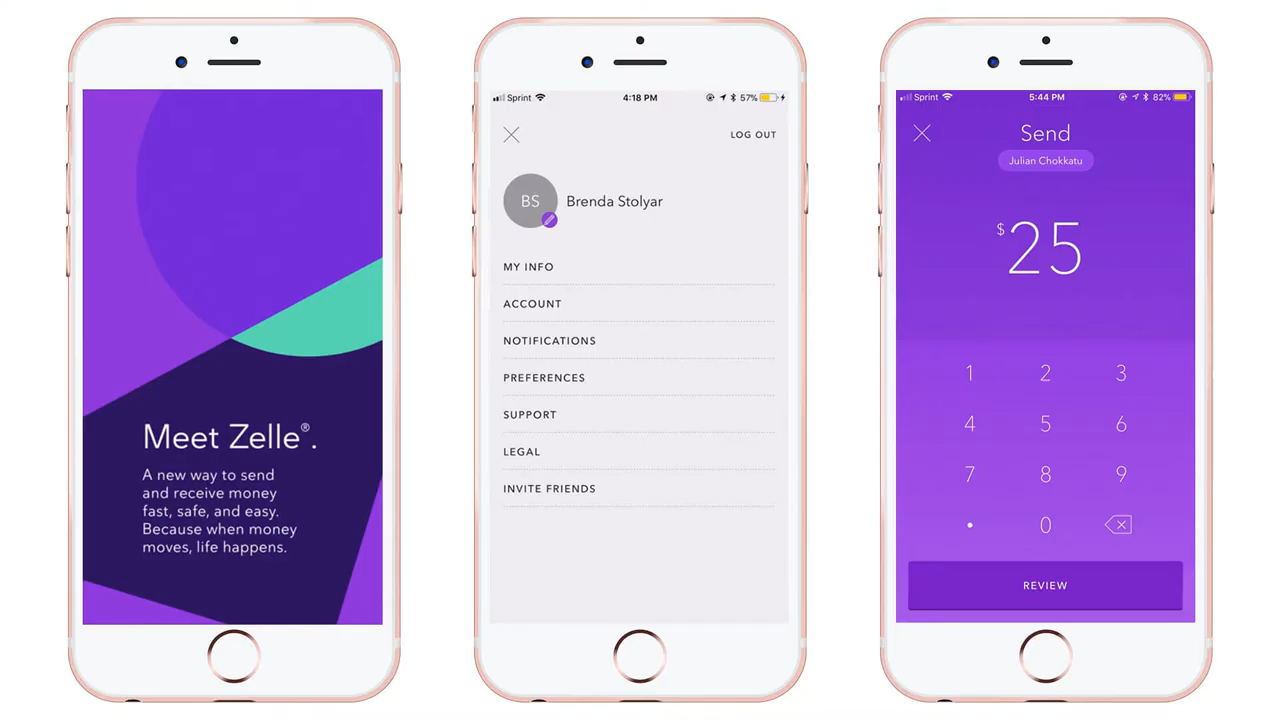 Meet Zelle®.
A new way to send
and receive money
fast, safe, and easy.
Because when money
moves, life happens.
Sprint 4:18 PM 57%
LOG OUT
BS Brenda Stolyar
MY INFO
ACCOUNT
NOTIFICATIONS
PREFERENCES
SUPPORT
LEGAL
INVITE FRIENDS
Sprint 5:44 PM 82%
Send
Julian Chokkatu
$25
1 2 3
4 5 6
7 8 9
. 0
REVIEW